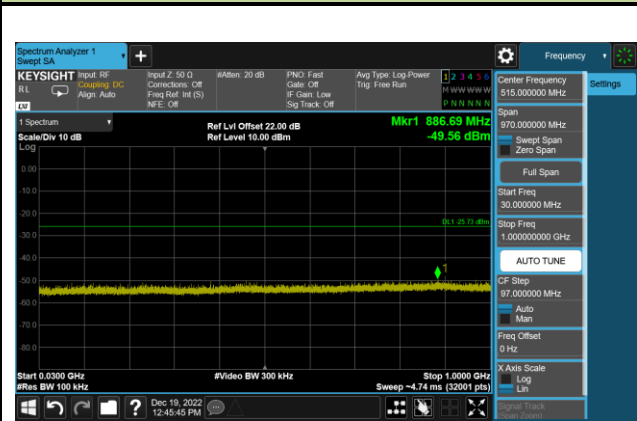 Spectrum Analyzer 1
Swept SA
+
Frequency
KEYSIGHT
RL
Input: RF
Coupling: DC
Align: Auto
Input Z: 50 Ω
Corrections: Off
Freq Ref: Int (S)
NFE: Off
#Atten: 20 dB
PNO: Fast
Gate: Off
IF Gain: Low
Sig Track: Off
Avg Type: Log-Power
Trig: Free Run
1 2 3 4 5 6
M W W W W W
P N N N N N
LXI
1 Spectrum
Scale/Div 10 dB
Log
Ref Lvl Offset 22.00 dB
Ref Level 10.00 dBm
Mkr1 886.69 MHz
-49.56 dBm
0.00
-10.0
-20.0
-30.0
-40.0
-50.0
-60.0
-70.0
-80.0
DL1 -25.73 dBm
1
Start 0.0300 GHz
#Res BW 100 kHz
#Video BW 300 kHz
Stop 1.0000 GHz
Sweep ~4.74 ms (32001 pts)
Center Frequency
515.000000 MHz
Settings
Span
970.000000 MHz
Swept Span
Zero Span
Full Span
Start Freq
30.000000 MHz
Stop Freq
1.000000000 GHz
AUTO TUNE
CF Step
97.000000 MHz
Auto
Man
Freq Offset
0 Hz
X Axis Scale
Log
Lin
Signal Track
(Span Zoom)
?
Dec 19, 2022
12:45:45 PM